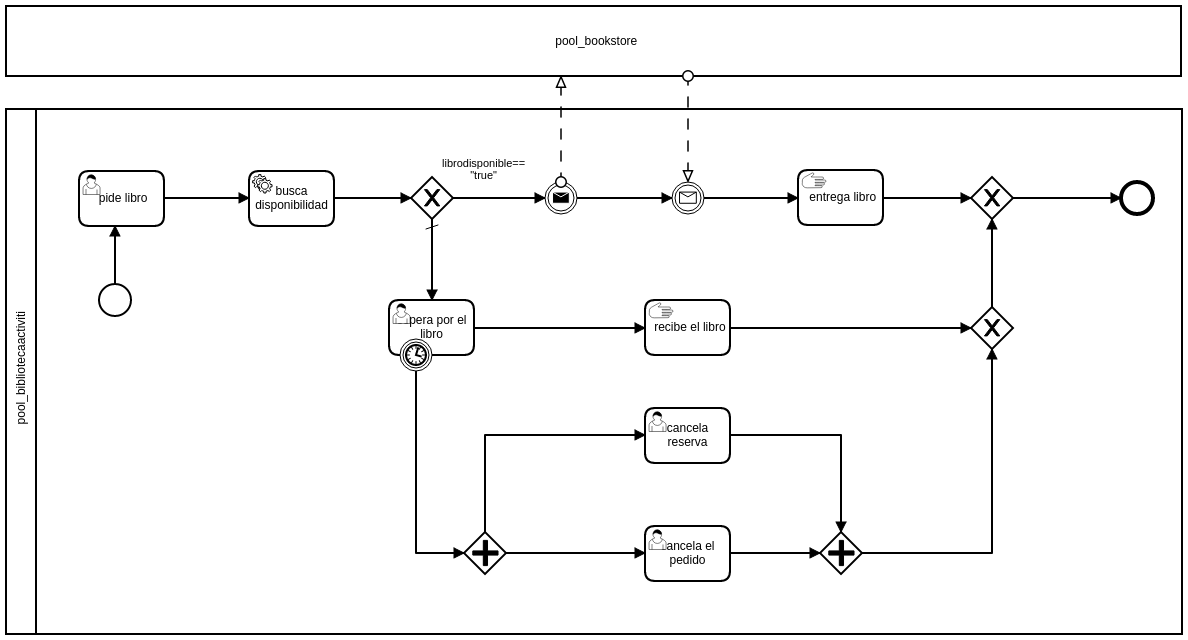 pool_bookstore
pool_bibliotecaactiviti
librodisponible==
"true"
pide libro
busca
disponibilidad
entrega libro
pera por el
libro
recibe el libro
cancela
reserva
ancela el
pedido